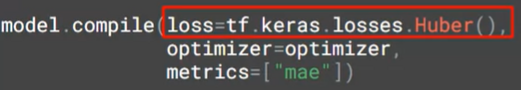 model.compile(loss=tf.keras.losses.Huber(),
optimizer=optimizer,
metrics=["mae"])